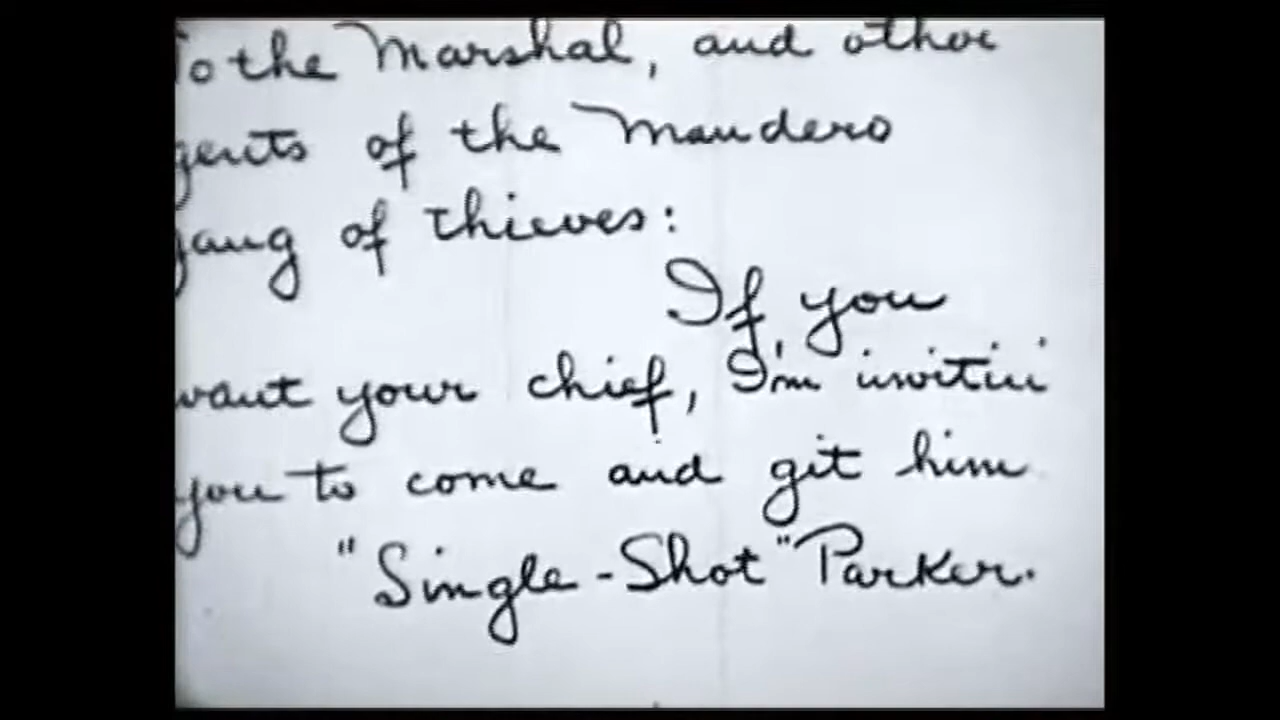 To the Marshal, and other
gents of the Mandero
gang of thieves:
If you
want your chief, I'm invitin'
you to come and git him
"Single-Shot" Parker.